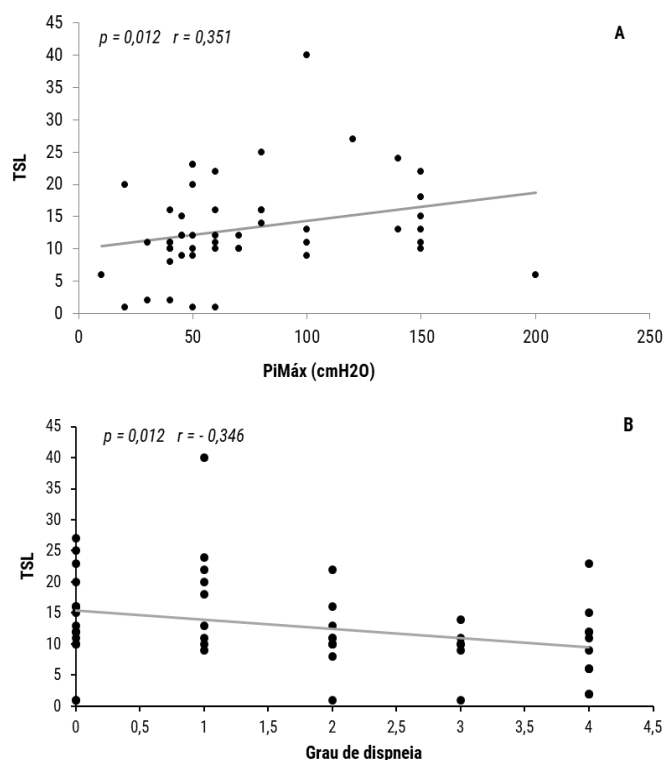 45
p = 0,012 r = 0,351
A
40
35
30
25
20
15
10
5
0
TSL
0 50 100 150 200 250
PiMáx (cmH2O)
45
p = 0,012 r = - 0,346
B
40
35
30
25
20
15
10
5
0
TSL
0 0,5 1 1,5 2 2,5 3 3,5 4 4,5
Grau de dispneia